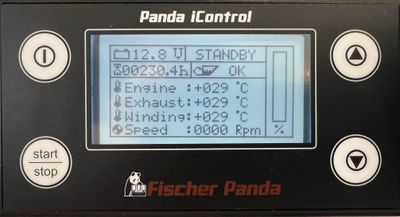 Panda iControl
12.8 V STANDBY
00230.4h OK
Engine :+029 °C
Exhaust:+029 °C
Winding:+029 °C
Speed :0000 Rpm %
start
stop
Fischer Panda